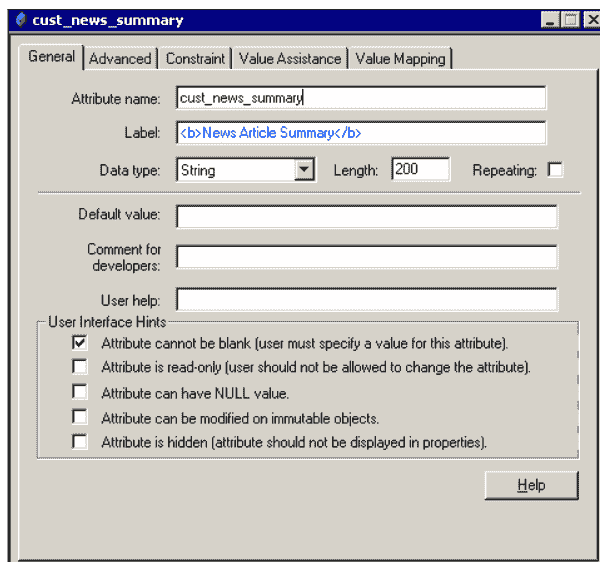 cust_news_summary
General Advanced Constraint Value Assistance Value Mapping
Attribute name: cust_news_summary
Label: <b>News Article Summary</b>
Data type: String Length: 200 Repeating:
Default value:
Comment for
developers:
User help:
User Interface Hints
Attribute cannot be blank (user must specify a value for this attribute).
Attribute is read-only (user should not be allowed to change the attribute).
Attribute can have NULL value.
Attribute can be modified on immutable objects.
Attribute is hidden (attribute should not be displayed in properties).
Help